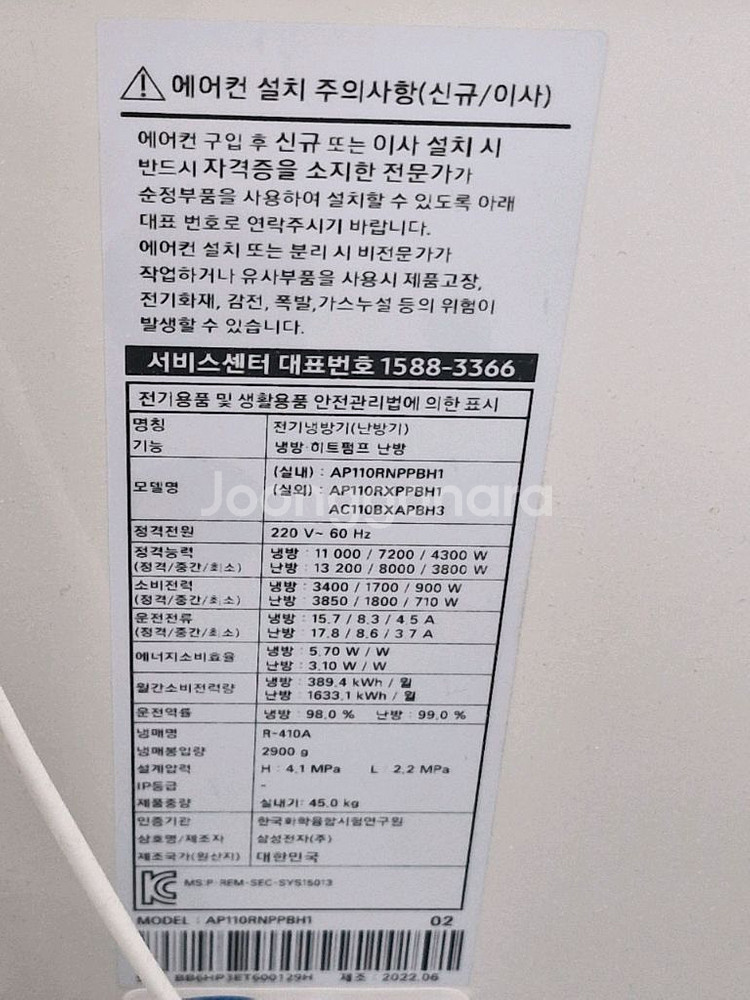 에어컨 설치 주의사항(신규/이사)
에어컨 구입 후 신규 또는 이사 설치 시
반드시 자격증을 소지한 전문가가
순정부품을 사용하여 설치할 수 있도록 아래
대표 번호로 연락주시기 바랍니다.
에어컨 설치 또는 분리 시 비전문가가
작업하거나 유사부품을 사용시 제품고장,
전기화재, 감전, 폭발,가스누설 등의 위험이
발생할 수 있습니다.
서비스센터 대표번호 1588-3366
전기용품 및 생활용품 안전관리법에 의한 표시
명칭 전기냉방기(난방기)
기능 냉방·히트펌프 난방
모델명 (실내) : AP110RNPPBH1
(실외) : AP110RXPPBH1
AC110BXAPBH3
Joonggonara
정격전원 220 V~ 60 Hz
정격능력 냉방 : 11 000 / 7200 / 4300 W
(정격/중간/최소) 난방 : 13 200 / 8000 / 3800 W
소비전력 냉방 : 3400 / 1700 / 900 W
(정격/중간/최소) 난방 : 3850 / 1800 / 710 W
운전전류 냉방 : 15.7 / 8.3 / 4.5 A
(정격/중간/최소) 난방 : 17.8 / 8.6 / 3.7 A
에너지소비효율 냉방 : 5.70 W / W
난방 : 3.10 W / W
월간소비전력량 냉방 : 389.4 kWh / 월
난방 : 1633.1 kWh / 월
운전역률 냉방 : 98.0 % 난방 : 99.0 %
냉매명 R-410A
냉매봉입량 2900 g
설계압력 H : 4.1 MPa L : 2.2 MPa
IP등급 -
제품중량 실내기: 45.0 kg
인증기관 한국화학융합시험연구원
상호명/제조자 삼성전자(주)
제조국가(원산지) 대한민국
MSIP-REM-SEC-SYS15013
MODEL : AP110RNPPBH1 02
BB6HP3ET600129H 제조 : 2022.06